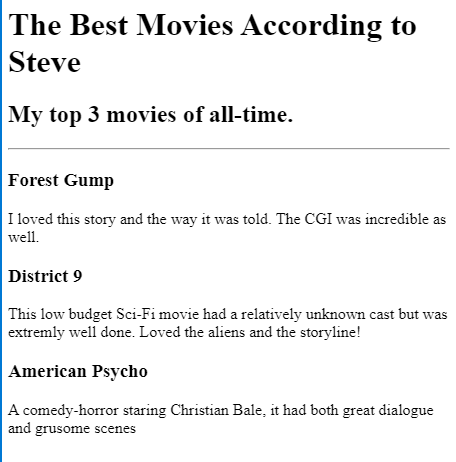 The Best Movies According to
Steve
My top 3 movies of all-time.
Forest Gump
I loved this story and the way it was told. The CGI was incredible as
well.
District 9
This low budget Sci-Fi movie had a relatively unknown cast but was
extremly well done. Loved the aliens and the storyline!
American Psycho
A comedy-horror staring Christian Bale, it had both great dialogue
and grusome scenes